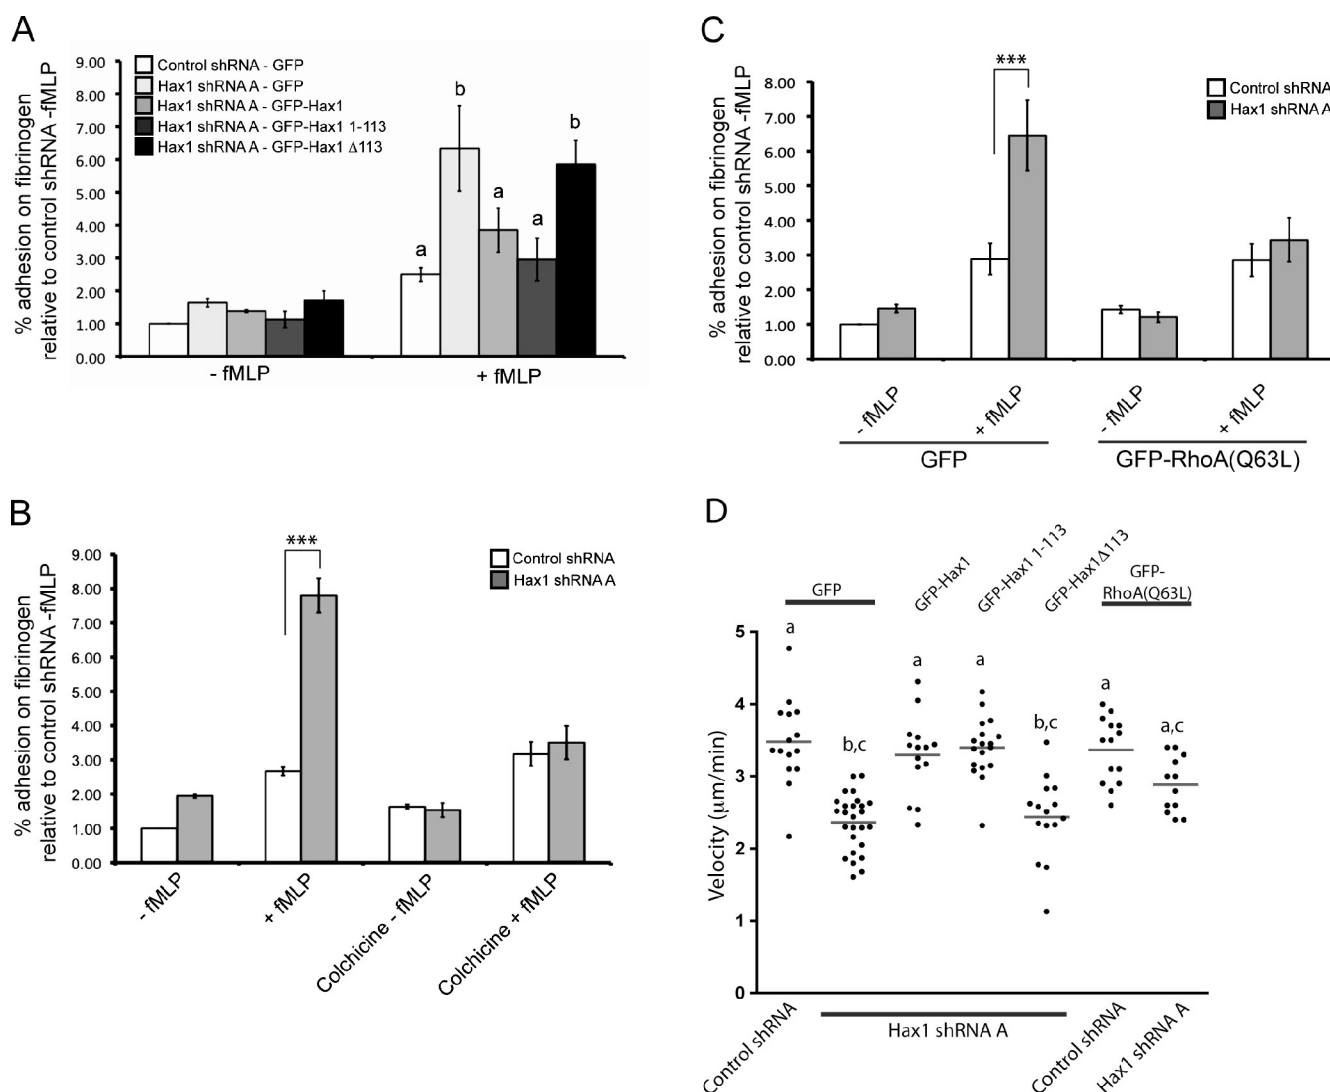 A
% adhesion on fibrinogen
relative to control shRNA -fMLP
9.00
8.00
7.00
6.00
5.00
4.00
3.00
2.00
1.00
0.00
Control shRNA - GFP
Hax1 shRNA A - GFP
Hax1 shRNA A - GFP-Hax1
Hax1 shRNA A - GFP-Hax1 1-113
Hax1 shRNA A - GFP-Hax1 Δ113
a
b
a
a
b
- fMLP
+ fMLP
B
% adhesion on fibrinogen
relative to control shRNA -fMLP
9.00
8.00
7.00
6.00
5.00
4.00
3.00
2.00
1.00
0.00
***
Control shRNA
Hax1 shRNA A
- fMLP
+ fMLP
Colchicine - fMLP
Colchicine + fMLP
C
% adhesion on fibrinogen
relative to control shRNA -fMLP
8.00
7.00
6.00
5.00
4.00
3.00
2.00
1.00
0.00
***
Control shRNA
Hax1 shRNA A
- fMLP
+ fMLP
- fMLP
+ fMLP
GFP
GFP-RhoA(Q63L)
D
GFP
GFP-Hax1
GFP-Hax1 1-113
GFP-Hax1Δ113
GFP-
RhoA(Q63L)
Velocity (μm/min)
5
4
3
2
1
0
a
b,c
a
a
b,c
a
a,c
Control shRNA
Hax1 shRNA A
Control shRNA
Hax1 shRNA A